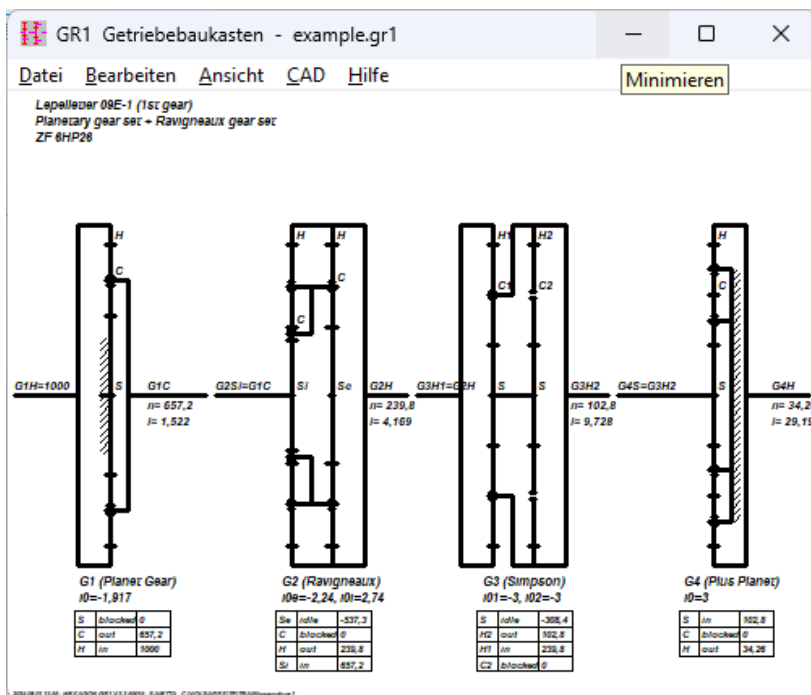 GR1 Getriebebaukasten - example.gr1
Datei Bearbeiten Ansicht CAD Hilfe
Minimieren
Lepelletier 09E-1 (1st gear)
Planetary gear set + Ravigneaux gear set
ZF 6HP26
H H H H1 H2 H
C C C1 C2 C
C
G1H=1000 S G1C G2Si=G1C Si Se G2H G3H1=G2H S S G3H2 G4S=G3H2 S G4H
n= 657,2 n= 239,8 n= 102,8 n= 34,2
i= 1,522 i= 4,169 i= 9,728 i= 29,19
G1 (Planet Gear) G2 (Ravigneaux) G3 (Simpson) G4 (Plus Planet)
i0=-1,917 i0e=-2,24, i0i=2,74 i01=-3, i02=-3 i0=3
S blocked 0 Se idle -537,3 S idle -308,4 S in 102,8
C out 657,2 C blocked 0 H2 out 102,8 C blocked 0
H in 1000 H out 239,8 H1 in 239,8 H out 34,26
Si in 657,2 C2 blocked 0